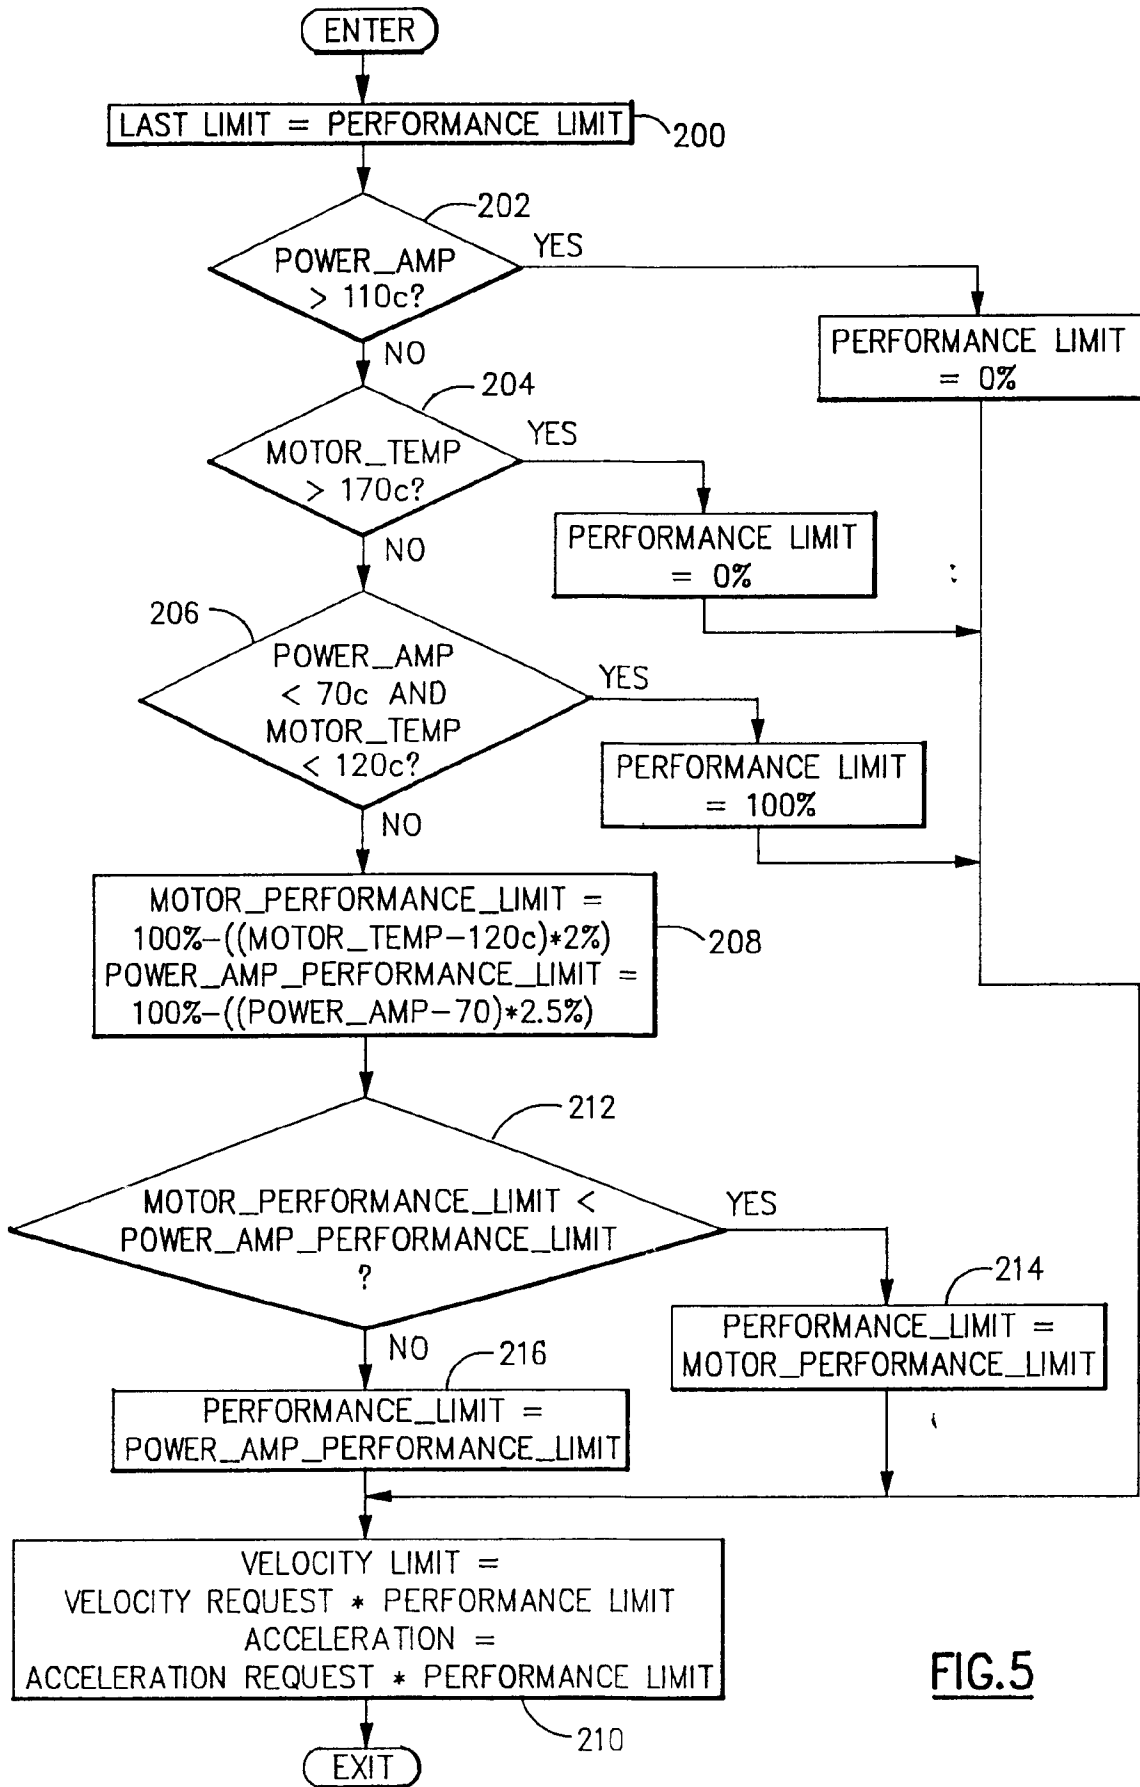 ENTER
LAST LIMIT = PERFORMANCE LIMIT
200
202
POWER_AMP
> 110c?
YES
NO
PERFORMANCE LIMIT
= 0%
204
MOTOR_TEMP
> 170c?
YES
NO
PERFORMANCE LIMIT
= 0%
206
POWER_AMP
< 70c AND
MOTOR_TEMP
< 120c?
YES
NO
PERFORMANCE LIMIT
= 100%
MOTOR_PERFORMANCE_LIMIT =
100%-((MOTOR_TEMP-120c)*2%)
POWER_AMP_PERFORMANCE_LIMIT =
100%-((POWER_AMP-70)*2.5%)
208
212
MOTOR_PERFORMANCE_LIMIT <
POWER_AMP_PERFORMANCE_LIMIT
?
YES
NO
214
PERFORMANCE_LIMIT =
MOTOR_PERFORMANCE_LIMIT
216
PERFORMANCE_LIMIT =
POWER_AMP_PERFORMANCE_LIMIT
VELOCITY LIMIT =
VELOCITY REQUEST * PERFORMANCE LIMIT
ACCELERATION =
ACCELERATION REQUEST * PERFORMANCE LIMIT
210
EXIT
FIG.5